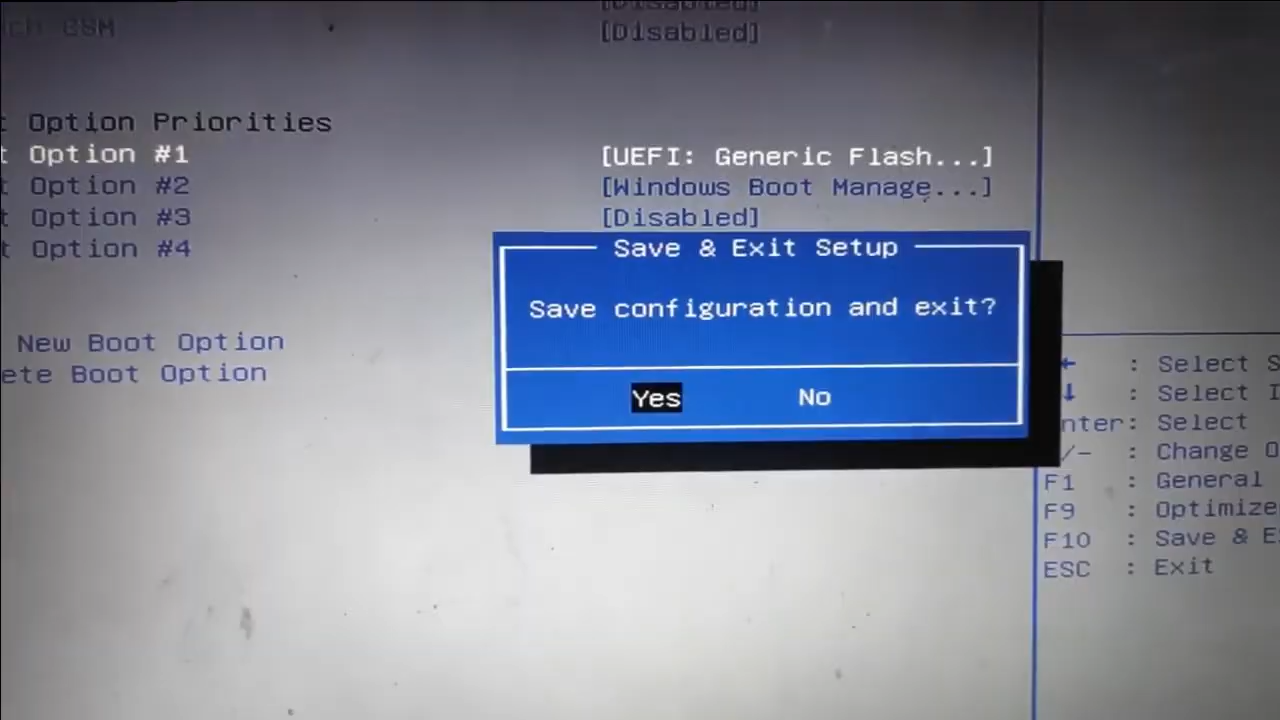 CSM
[Disabled]
[Disabled]
t Option Priorities
t Option #1 [UEFI: Generic Flash...]
t Option #2 [Windows Boot Manage...]
t Option #3 [Disabled]
t Option #4
Save & Exit Setup
Save configuration and exit?
Yes No
New Boot Option
ete Boot Option
← : Select S
↓ : Select I
nter: Select
/- : Change O
F1 : General
F9 : Optimize
F10 : Save & E
ESC : Exit